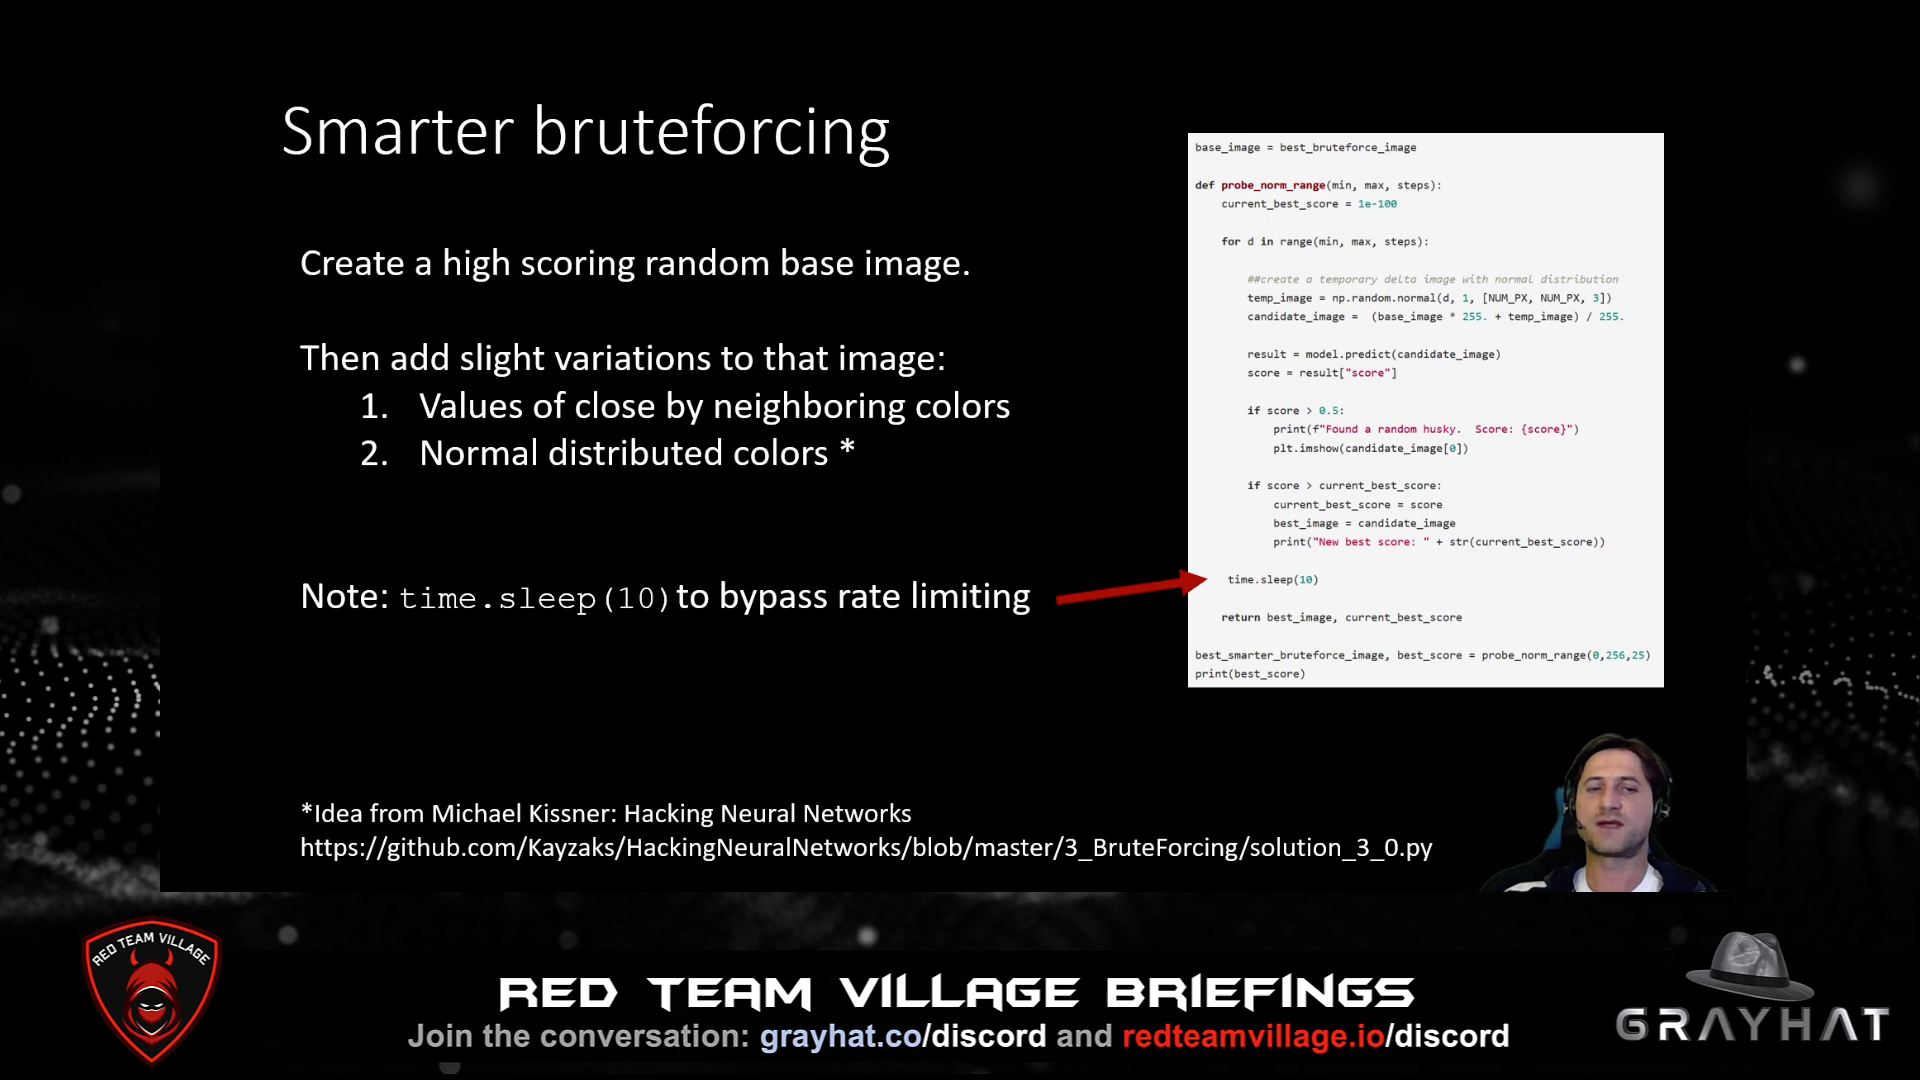 Smarter bruteforcing
Create a high scoring random base image.
Then add slight variations to that image:
1. Values of close by neighboring colors
2. Normal distributed colors *
Note: time.sleep(10) to bypass rate limiting
*Idea from Michael Kissner: Hacking Neural Networks
https://github.com/Kayzaks/HackingNeuralNetworks/blob/master/3_BruteForcing/solution_3_0.py
base_image = best_bruteforce_image
def probe_norm_range(min, max, steps):
current_best_score = 1e-100
for d in range(min, max, steps):
##create a temporary delta image with normal distribution
temp_image = np.random.normal(d, 1, [NUM_PX, NUM_PX, 3])
candidate_image =  (base_image * 255. + temp_image) / 255.
result = model.predict(candidate_image)
score = result["score"]
if score > 0.5:
print(f"Found a random husky.  Score: {score}")
plt.imshow(candidate_image[0])
if score > current_best_score:
current_best_score = score
best_image = candidate_image
print("New best score: " + str(current_best_score))
time.sleep(10)
return best_image, current_best_score
best_smarter_bruteforce_image, best_score = probe_norm_range(0,256,25)
print(best_score)
RED TEAM VILLAGE
RED TEAM VILLAGE BRIEFINGS
Join the conversation: grayhat.co/discord and redteamvillage.io/discord
GRAYHAT